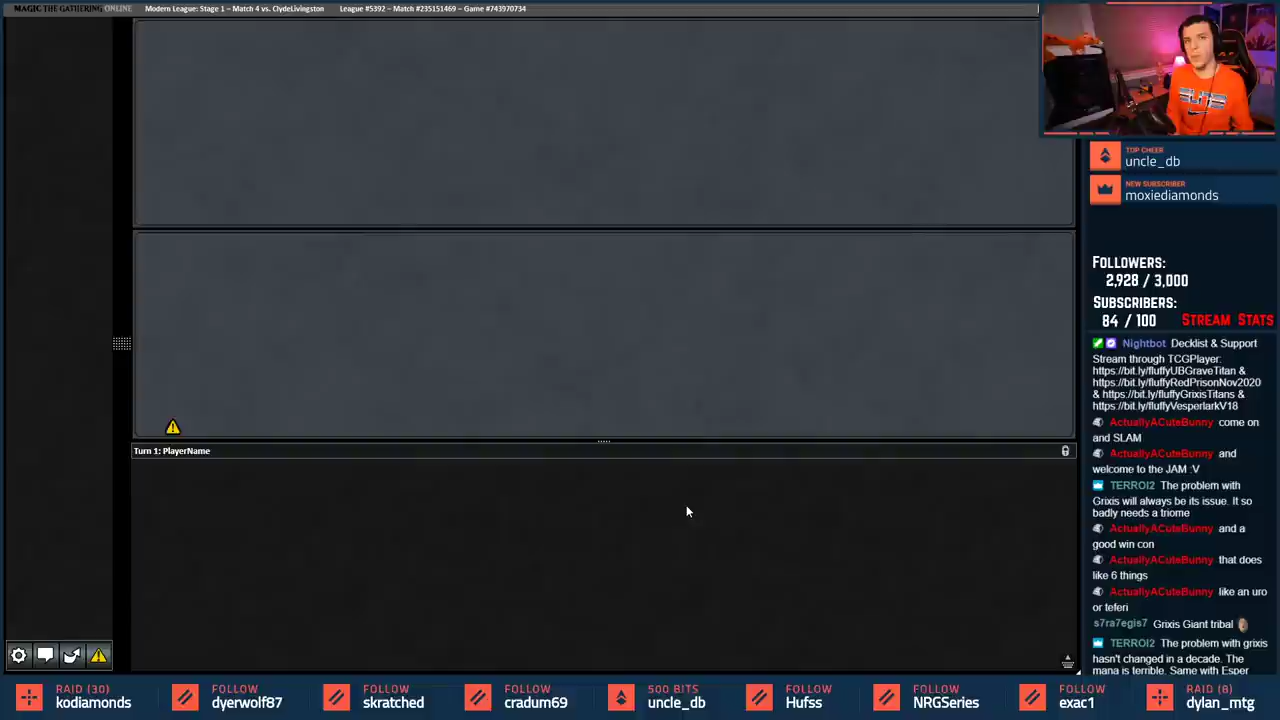 MAGIC THE GATHERING ONLINE
Modern League: Stage 1 – Match 4 vs. ClydeLivingston
League #5392 – Match #235151469 – Game #743970734
TOP CHEER
uncle_db
NEW SUBSCRIBER
moxiediamonds
FOLLOWERS:
2,928 / 3,000
SUBSCRIBERS:
84 / 100
STREAM STATS
Nightbot Decklist & Support
Stream through TCGPlayer:
https://bit.ly/fluffyUBGraveTitan &
https://bit.ly/fluffyRedPrisonNov2020
& https://bit.ly/fluffyGrixisTitans &
https://bit.ly/fluffyVesperlarkV18
ActuallyACuteBunny come on
and SLAM
ActuallyACuteBunny and
welcome to the JAM :V
TERROI2 The problem with
Grixis will always be its issue. It so
badly needs a triome
ActuallyACuteBunny and a
good win con
ActuallyACuteBunny that does
like 6 things
ActuallyACuteBunny like an uro
or teferi
s7ra7egis7 Grixis Giant tribal
TERROI2 The problem with grixis
hasn't changed in a decade. The
mana is terrible. Same with Esper
Turn 1: PlayerName
RAID (30)
kodiamonds
FOLLOW
dyerwolf87
FOLLOW
skratched
FOLLOW
cradum69
500 BITS
uncle_db
FOLLOW
Hufss
FOLLOW
NRGSeries
FOLLOW
exac1
RAID (6)
dylan_mtg